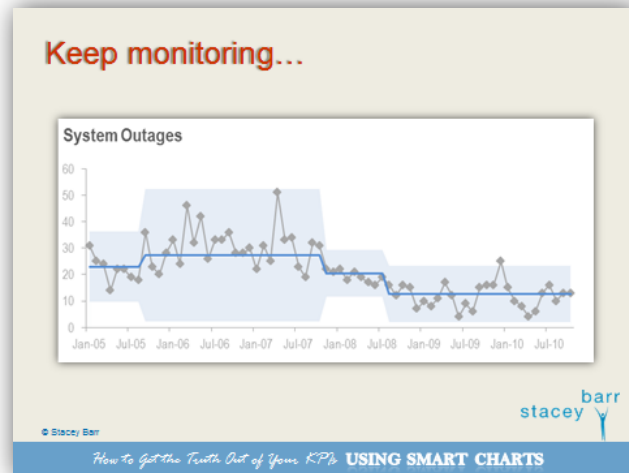 Keep monitoring...
System Outages
60
50
40
30
20
10
0
Jan-05 Jul-05 Jan-06 Jul-06 Jan-07 Jul-07 Jan-08 Jul-08 Jan-09 Jul-09 Jan-10 Jul-10
stacey barr
© Stacey Barr
How to Get the Truth Out of Your KPIs USING SMART CHARTS